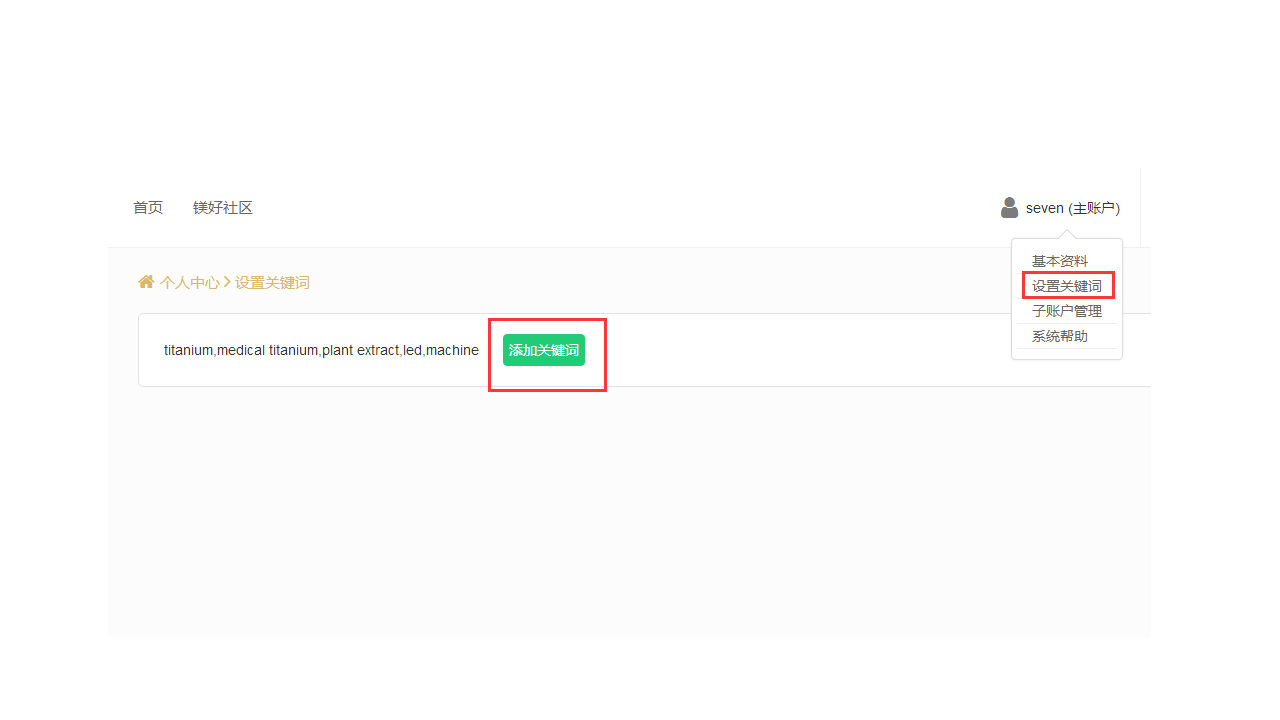 首页 镁好社区 seven (主账户)
基本资料
设置关键词
子账户管理
系统帮助
个人中心 > 设置关键词
titanium,medical titanium,plant extract,led,machine 添加关键词